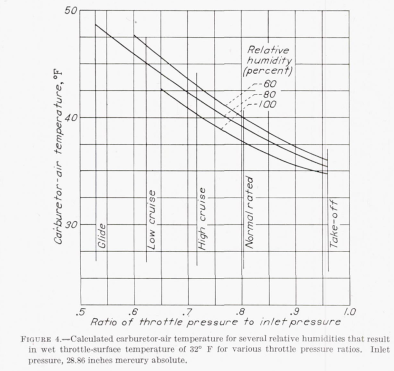 50
40
30
Carburetor-air temperature, °F
Relative
humidity
(percent)
60
80
100
Glide
Low cruise
High cruise
Normal rated
Take-off
.5 .6 .7 .8 .9 1.0
Ratio of throttle pressure to inlet pressure
FIGURE 4.—Calculated carburetor-air temperature for several relative humidities that result
in wet throttle-surface temperature of 32° F for various throttle pressure ratios. Inlet
pressure, 28.86 inches mercury absolute.